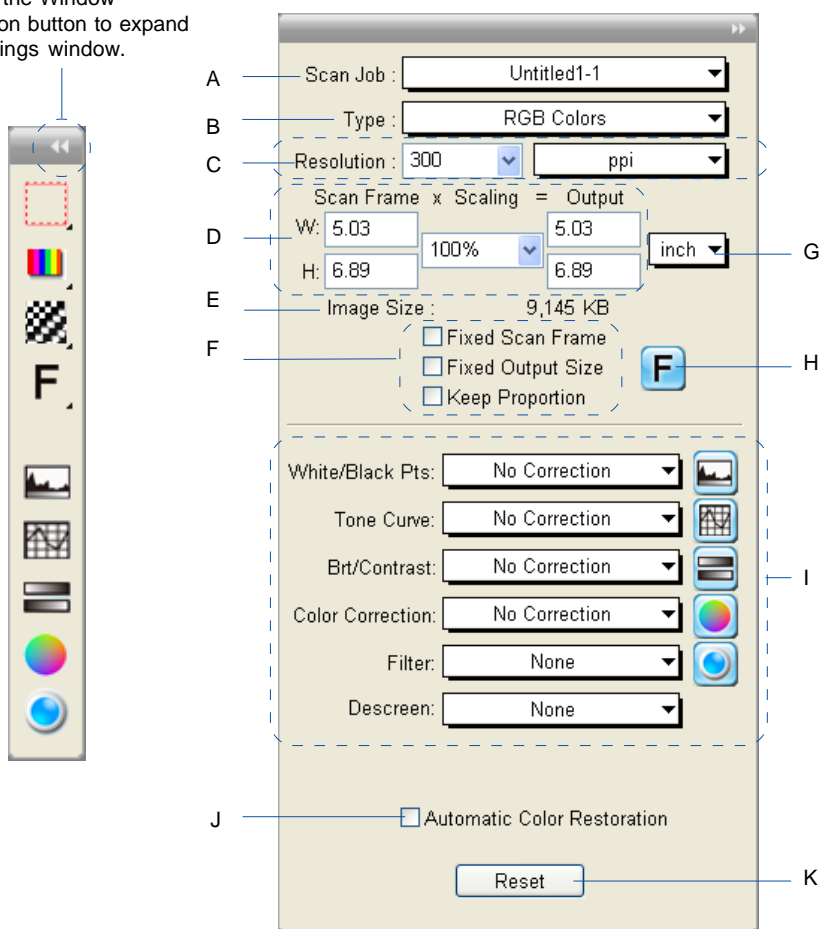 the Window
on button to expand
ings window.
A
Scan Job :
Untitled1-1
B
Type :
RGB Colors
C
Resolution :
300
ppi
Scan Frame x Scaling = Output
D
W:
5.03
100%
5.03
inch
G
H:
6.89
6.89
E
Image Size :
9,145 KB
F
Fixed Scan Frame
Fixed Output Size
F
H
Keep Proportion
F
White/Black Pts:
No Correction
Tone Curve:
No Correction
Brt/Contrast:
No Correction
I
Color Correction:
No Correction
Filter:
None
Descreen:
None
J
Automatic Color Restoration
Reset
K